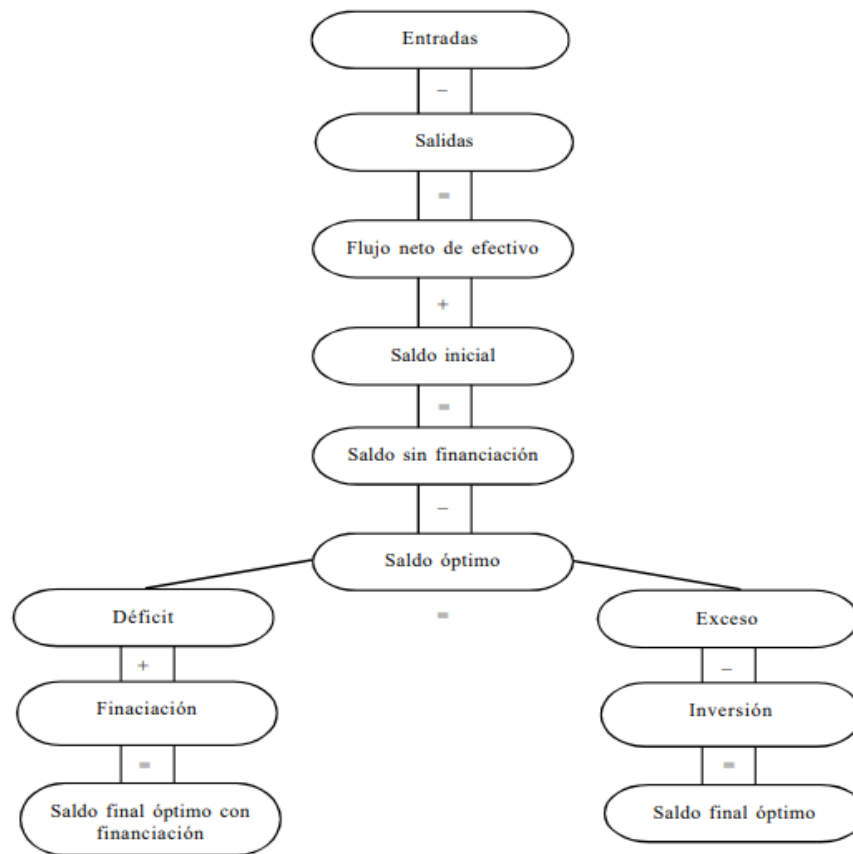 Entradas
–
Salidas
=
Flujo neto de efectivo
+
Saldo inicial
=
Saldo sin financiación
–
Saldo óptimo
=
Déficit
+
Finaciación
=
Saldo final óptimo con
financiación
Exceso
–
Inversión
=
Saldo final óptimo